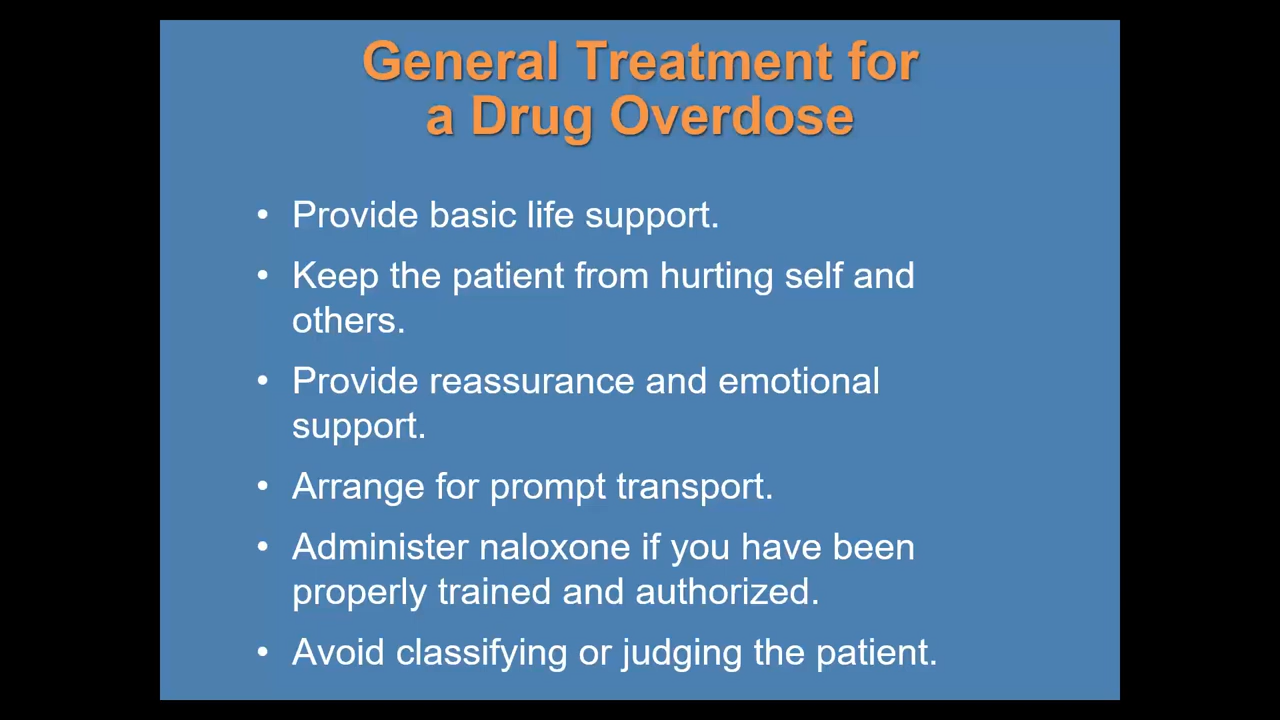 General Treatment for
a Drug Overdose
• Provide basic life support.
• Keep the patient from hurting self and
others.
• Provide reassurance and emotional
support.
• Arrange for prompt transport.
• Administer naloxone if you have been
properly trained and authorized.
• Avoid classifying or judging the patient.